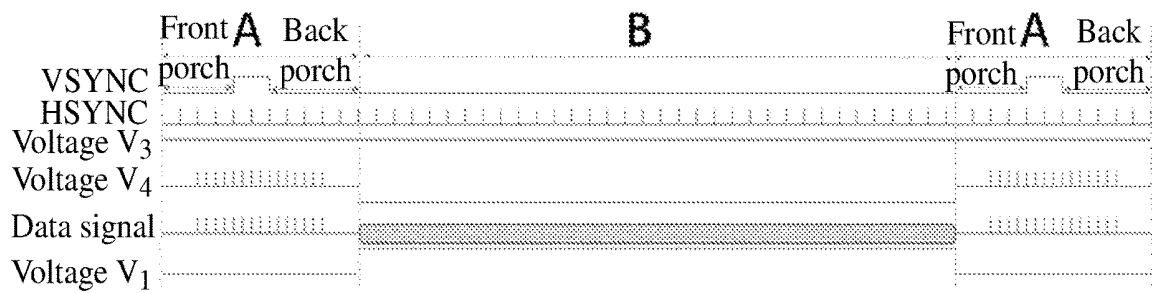 Front A Back B Front A Back
porch porch porch porch
VSYNC
HSYNC
Voltage V3
Voltage V4
Data signal
Voltage V1